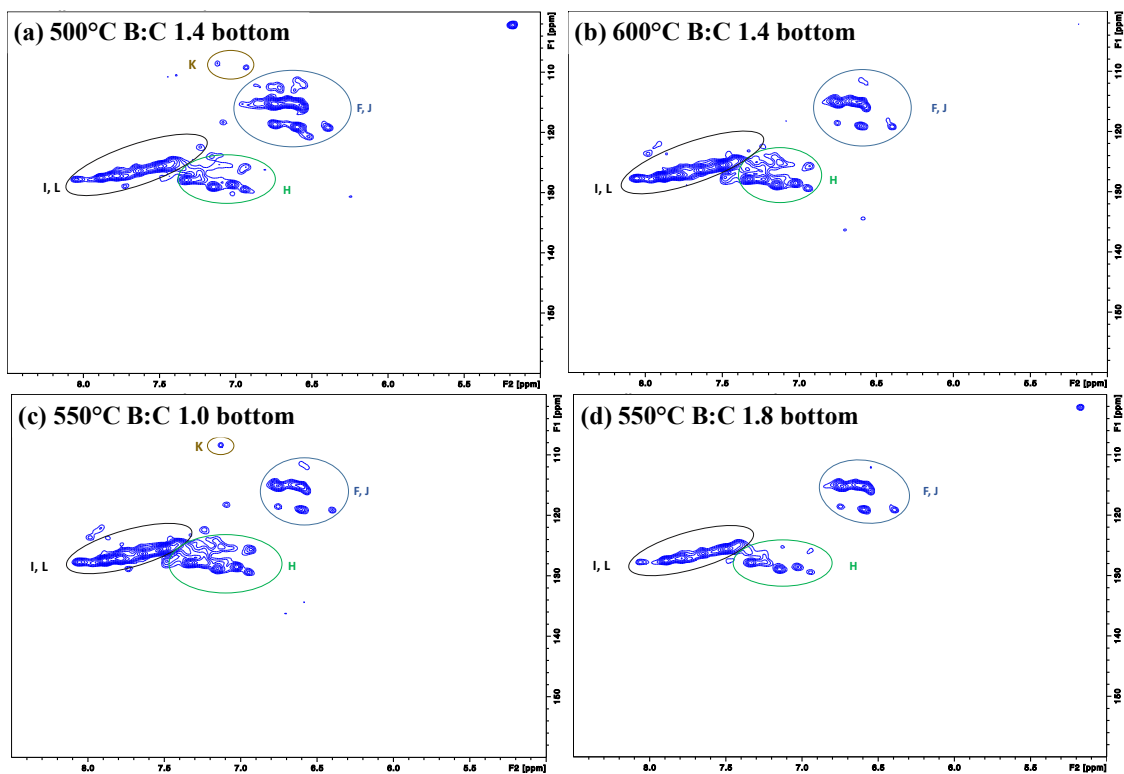 (a) 500°C B:C 1.4 bottom
K
F, J
I, L
H
F1 [ppm]
110
120
130
140
150
8.0 7.5 7.0 6.5 6.0 5.5 F2 [ppm]
(b) 600°C B:C 1.4 bottom
F, J
I, L
H
F1 [ppm]
110
120
130
140
150
8.0 7.5 7.0 6.5 6.0 5.5 F2 [ppm]
(c) 550°C B:C 1.0 bottom
K
F, J
I, L
H
F1 [ppm]
110
120
130
140
150
8.0 7.5 7.0 6.5 6.0 5.5 F2 [ppm]
(d) 550°C B:C 1.8 bottom
F, J
I, L
H
F1 [ppm]
110
120
130
140
150
8.0 7.5 7.0 6.5 6.0 5.5 F2 [ppm]